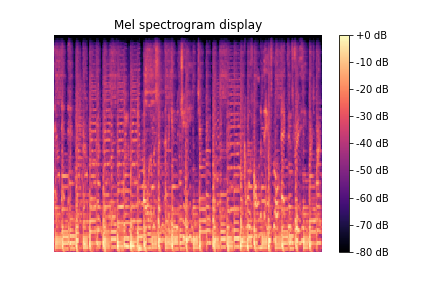 Mel spectrogram display
+0 dB
-10 dB
-20 dB
-30 dB
-40 dB
-50 dB
-60 dB
-70 dB
-80 dB